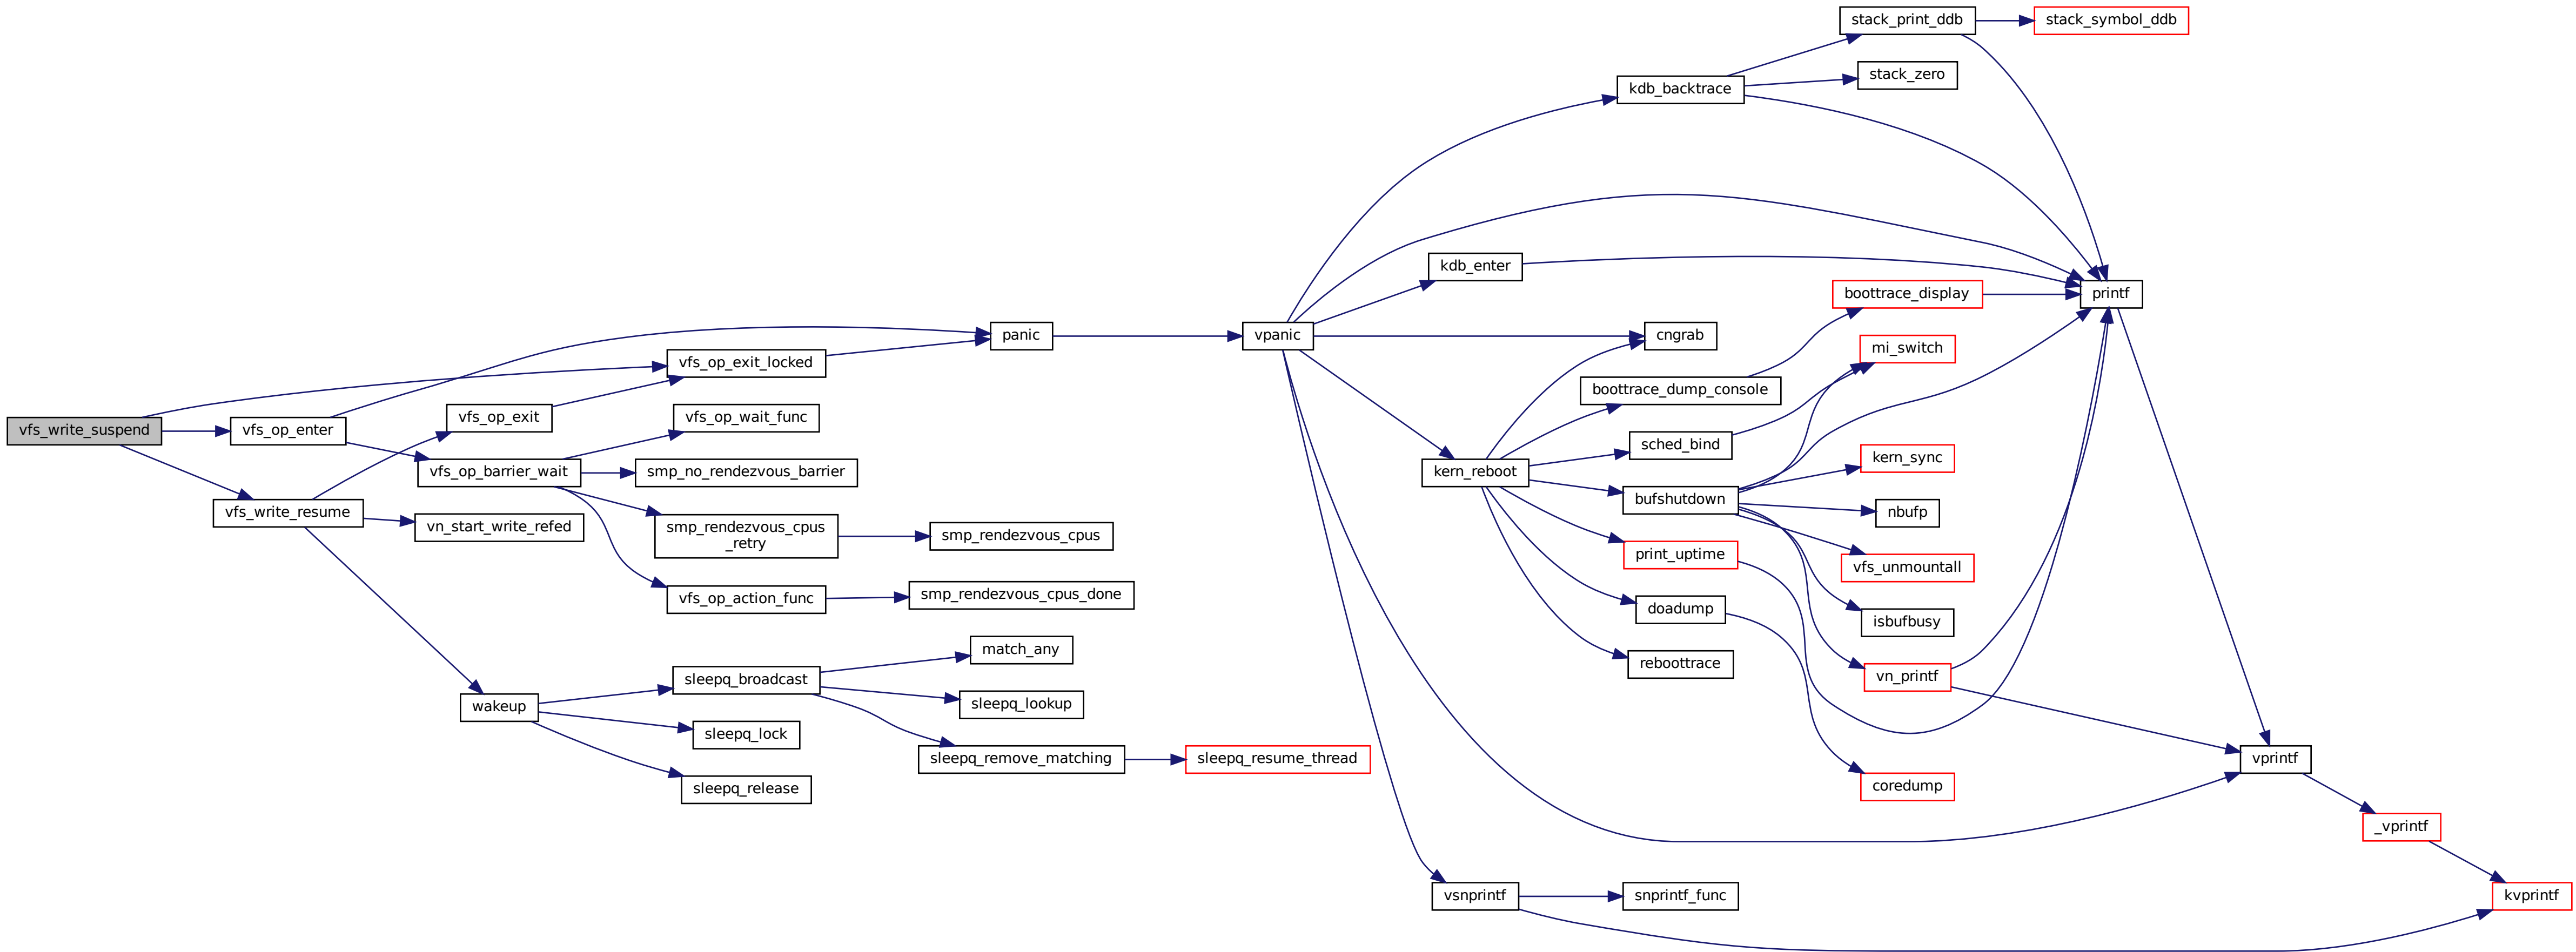 vfs_write_suspend
vfs_op_enter
vfs_write_resume
vfs_op_exit
vfs_op_barrier_wait
vn_start_write_refed
wakeup
vfs_op_exit_locked
vfs_op_wait_func
smp_no_rendezvous_barrier
smp_rendezvous_cpus
_retry
vfs_op_action_func
sleepq_broadcast
sleepq_lock
sleepq_release
smp_rendezvous_cpus
smp_rendezvous_cpus_done
match_any
sleepq_lookup
sleepq_remove_matching
panic
sleepq_resume_thread
vpanic
kdb_enter
kern_reboot
vsnprintf
kdb_backtrace
cngrab
boottrace_dump_console
sched_bind
bufshutdown
print_uptime
doadump
reboottrace
snprintf_func
stack_print_ddb
stack_zero
boottrace_display
mi_switch
kern_sync
nbufp
vfs_unmountall
isbufbusy
vn_printf
coredump
stack_symbol_ddb
printf
vprintf
_vprintf
kvprintf